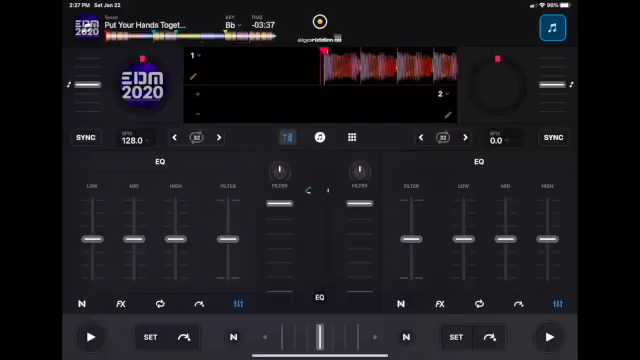 2:27 PM Sat Jan 22
90%
EDM 2020
Put Your Hands Toget...
KEY
Bb
TIME
-03:37
algoriddim
1
EDM 2020
2
SYNC
BPM
128.0
32
32
BPM
0.0
SYNC
EQ
EQ
LOW MID HIGH FILTER
FILTER
FILTER
FILTER LOW MID HIGH
N FX
EQ
N FX
SET
N
N
SET